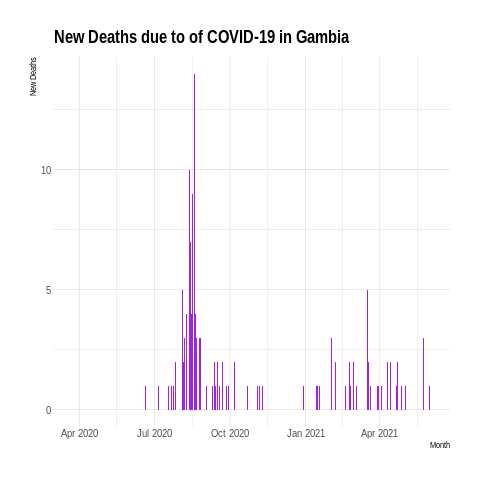 New Deaths due to of COVID-19 in Gambia
New Deaths
10
5
0
Apr 2020 Jul 2020 Oct 2020 Jan 2021 Apr 2021
Month